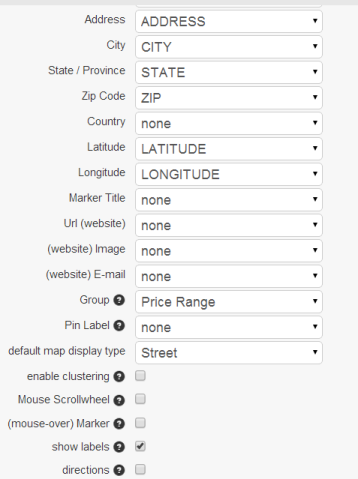 Address ADDRESS
City CITY
State / Province STATE
Zip Code ZIP
Country none
Latitude LATITUDE
Longitude LONGITUDE
Marker Title none
Url (website) none
(website) Image none
(website) E-mail none
Group ? Price Range
Pin Label ? none
default map display type Street
enable clustering ?
Mouse Scrollwheel ?
(mouse-over) Marker ?
show labels ?
directions ?